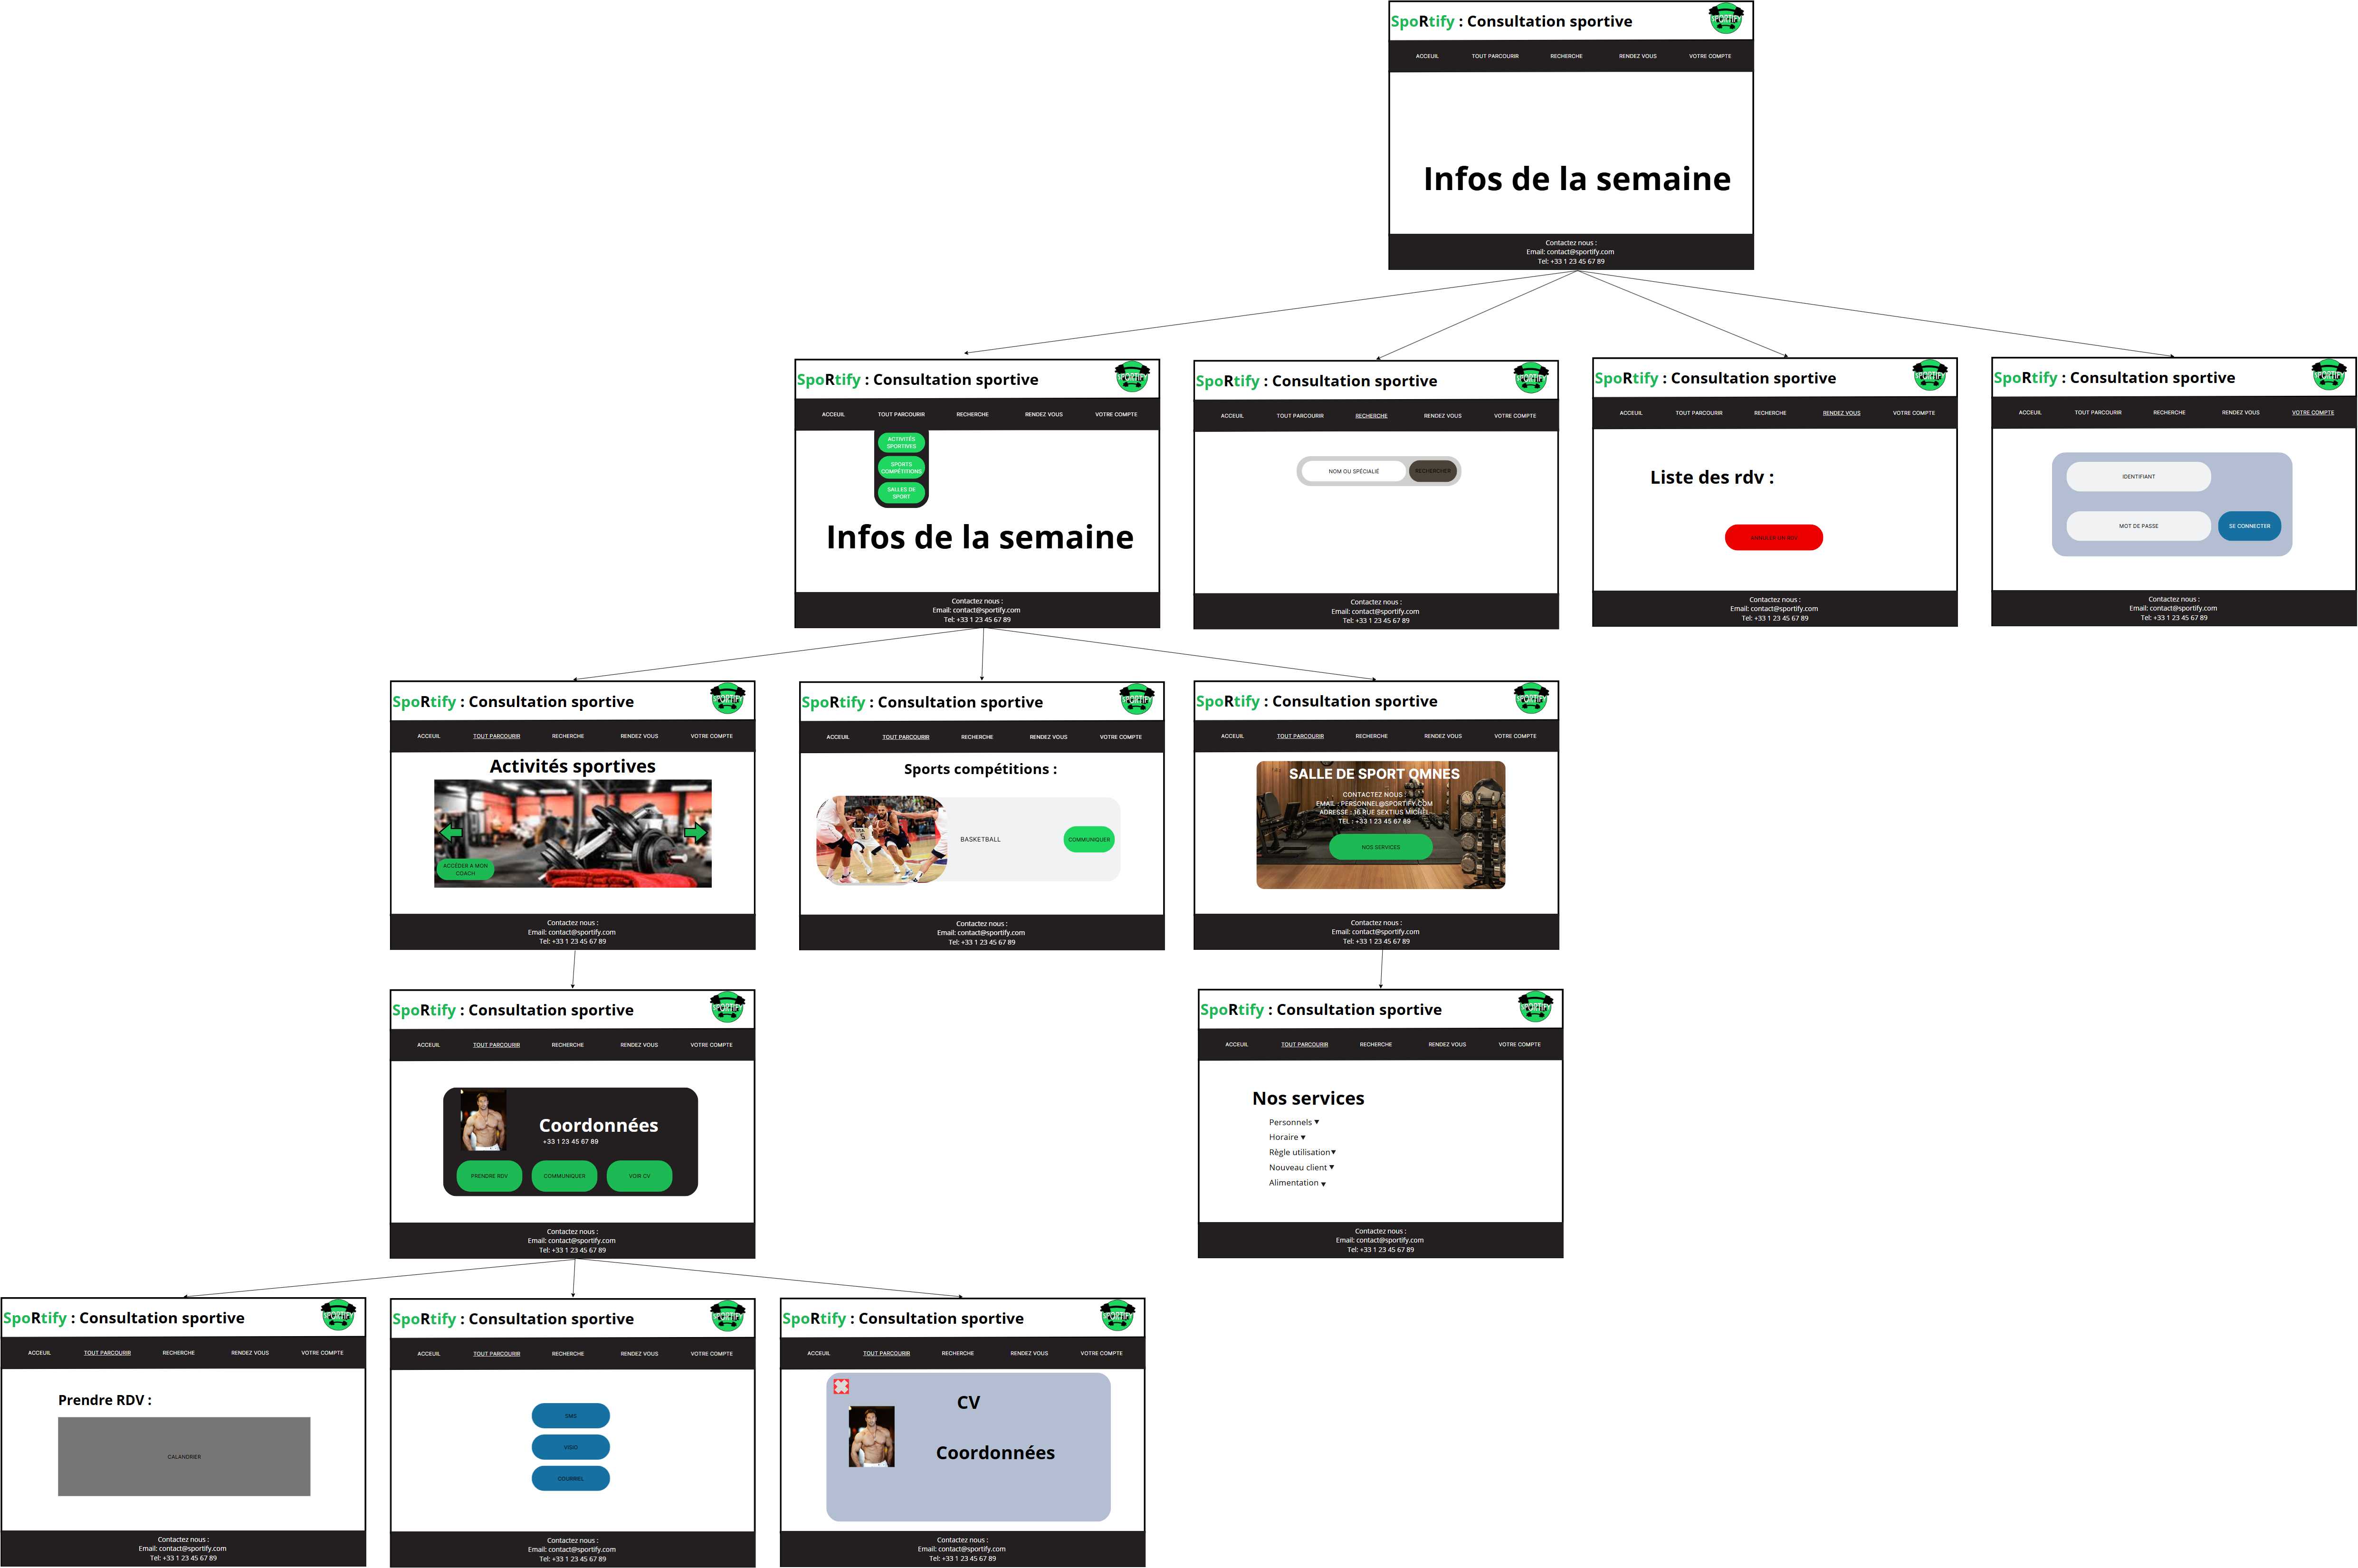 SpoRtify : Consultation sportive
SPORTIFY
ACCEUIL TOUT PARCOURIR RECHERCHE RENDEZ VOUS VOTRE COMPTE
Infos de la semaine
Contactez nous :
Email: contact@sportify.com
Tel: +33 1 23 45 67 89
SpoRtify : Consultation sportive
SPORTIFY
ACCEUIL TOUT PARCOURIR RECHERCHE RENDEZ VOUS VOTRE COMPTE
ACTIVITÉS
SPORTIVES
SPORTS
COMPÉTITIONS
SALLES DE
SPORT
Infos de la semaine
Contactez nous :
Email: contact@sportify.com
Tel: +33 1 23 45 67 89
SpoRtify : Consultation sportive
SPORTIFY
ACCEUIL TOUT PARCOURIR RECHERCHE RENDEZ VOUS VOTRE COMPTE
NOM OU SPÉCIALIÉ RECHERCHER
Contactez nous :
Email: contact@sportify.com
Tel: +33 1 23 45 67 89
SpoRtify : Consultation sportive
SPORTIFY
ACCEUIL TOUT PARCOURIR RECHERCHE RENDEZ VOUS VOTRE COMPTE
Liste des rdv :
ANNULER UN RDV
Contactez nous :
Email: contact@sportify.com
Tel: +33 1 23 45 67 89
SpoRtify : Consultation sportive
SPORTIFY
ACCEUIL TOUT PARCOURIR RECHERCHE RENDEZ VOUS VOTRE COMPTE
IDENTIFIANT
MOT DE PASSE SE CONNECTER
Contactez nous :
Email: contact@sportify.com
Tel: +33 1 23 45 67 89
SpoRtify : Consultation sportive
SPORTIFY
ACCEUIL TOUT PARCOURIR RECHERCHE RENDEZ VOUS VOTRE COMPTE
Activités sportives
ACCÉDER A MON
COACH
Contactez nous :
Email: contact@sportify.com
Tel: +33 1 23 45 67 89
SpoRtify : Consultation sportive
SPORTIFY
ACCEUIL TOUT PARCOURIR RECHERCHE RENDEZ VOUS VOTRE COMPTE
Sports compétitions :
BASKETBALL COMMUNIQUER
Contactez nous :
Email: contact@sportify.com
Tel: +33 1 23 45 67 89
SpoRtify : Consultation sportive
SPORTIFY
ACCEUIL TOUT PARCOURIR RECHERCHE RENDEZ VOUS VOTRE COMPTE
SALLE DE SPORT OMNES
CONTACTEZ NOUS :
EMAIL : PERSONNEL@SPORTIFY.COM
ADRESSE : 16 RUE SEXTIUS MICHEL
TEL : +33 1 23 45 67 89
NOS SERVICES
Contactez nous :
Email: contact@sportify.com
Tel: +33 1 23 45 67 89
SpoRtify : Consultation sportive
SPORTIFY
ACCEUIL TOUT PARCOURIR RECHERCHE RENDEZ VOUS VOTRE COMPTE
Coordonnées
+33 1 23 45 67 89
PRENDRE RDV COMMUNIQUER VOIR CV
Contactez nous :
Email: contact@sportify.com
Tel: +33 1 23 45 67 89
SpoRtify : Consultation sportive
SPORTIFY
ACCEUIL TOUT PARCOURIR RECHERCHE RENDEZ VOUS VOTRE COMPTE
Nos services
Personnels ▼
Horaire ▼
Règle utilisation ▼
Nouveau client ▼
Alimentation ▼
Contactez nous :
Email: contact@sportify.com
Tel: +33 1 23 45 67 89
SpoRtify : Consultation sportive
SPORTIFY
ACCEUIL TOUT PARCOURIR RECHERCHE RENDEZ VOUS VOTRE COMPTE
Prendre RDV :
CALANDRIER
Contactez nous :
Email: contact@sportify.com
Tel: +33 1 23 45 67 89
SpoRtify : Consultation sportive
SPORTIFY
ACCEUIL TOUT PARCOURIR RECHERCHE RENDEZ VOUS VOTRE COMPTE
SMS
VISIO
COURRIEL
Contactez nous :
Email: contact@sportify.com
Tel: +33 1 23 45 67 89
SpoRtify : Consultation sportive
SPORTIFY
ACCEUIL TOUT PARCOURIR RECHERCHE RENDEZ VOUS VOTRE COMPTE
CV
Coordonnées
Contactez nous :
Email: contact@sportify.com
Tel: +33 1 23 45 67 89